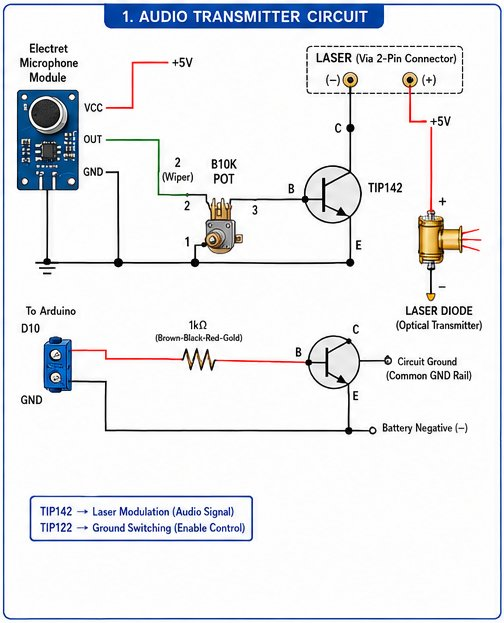 1. AUDIO TRANSMITTER CIRCUIT
Electret
Microphone
Module
+5V
LASER (Via 2-Pin Connector)
(−)
(+)
VCC
OUT
GND
+5V
C
2
(Wiper)
B10K
POT
2
3
B
TIP142
1
E
+
−
LASER DIODE
(Optical Transmitter)
To Arduino
D10
1kΩ
(Brown-Black-Red-Gold)
C
B
Circuit Ground
(Common GND Rail)
E
GND
Battery Negative (−)
TIP142 → Laser Modulation (Audio Signal)
TIP122 → Ground Switching (Enable Control)